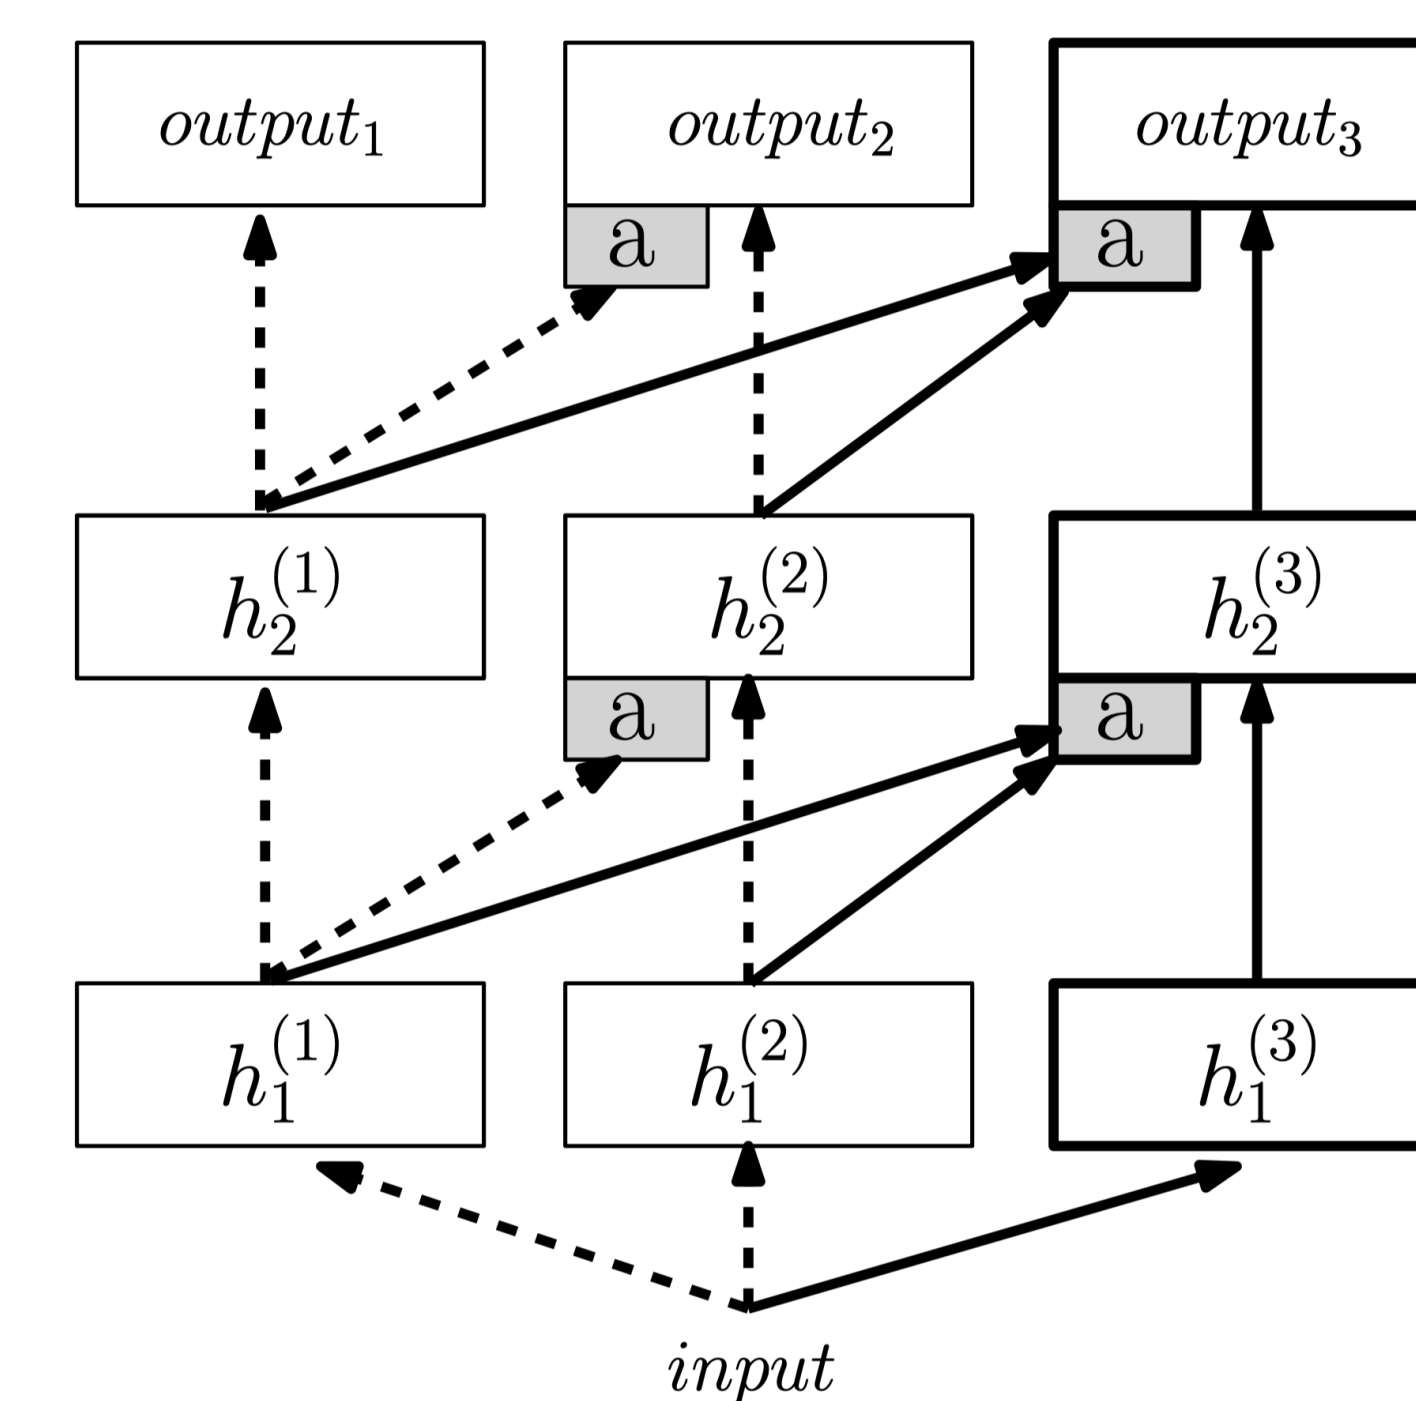 output₁ output₂ output₃
a a
h₂⁽¹⁾ h₂⁽²⁾ h₂⁽³⁾
a a
h₁⁽¹⁾ h₁⁽²⁾ h₁⁽³⁾
input